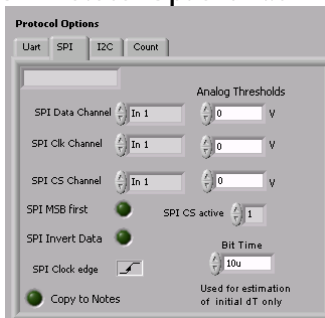 Protocol Options
Uart SPI I2C Count
Analog Thresholds
SPI Data Channel In 1 0 V
SPI Clk Channel In 1 0 V
SPI CS Channel In 1 0 V
SPI MSB first SPI CS active 1
SPI Invert Data
Bit Time
SPI Clock edge 10u
Copy to Notes
Used for estimation
of initial dT only